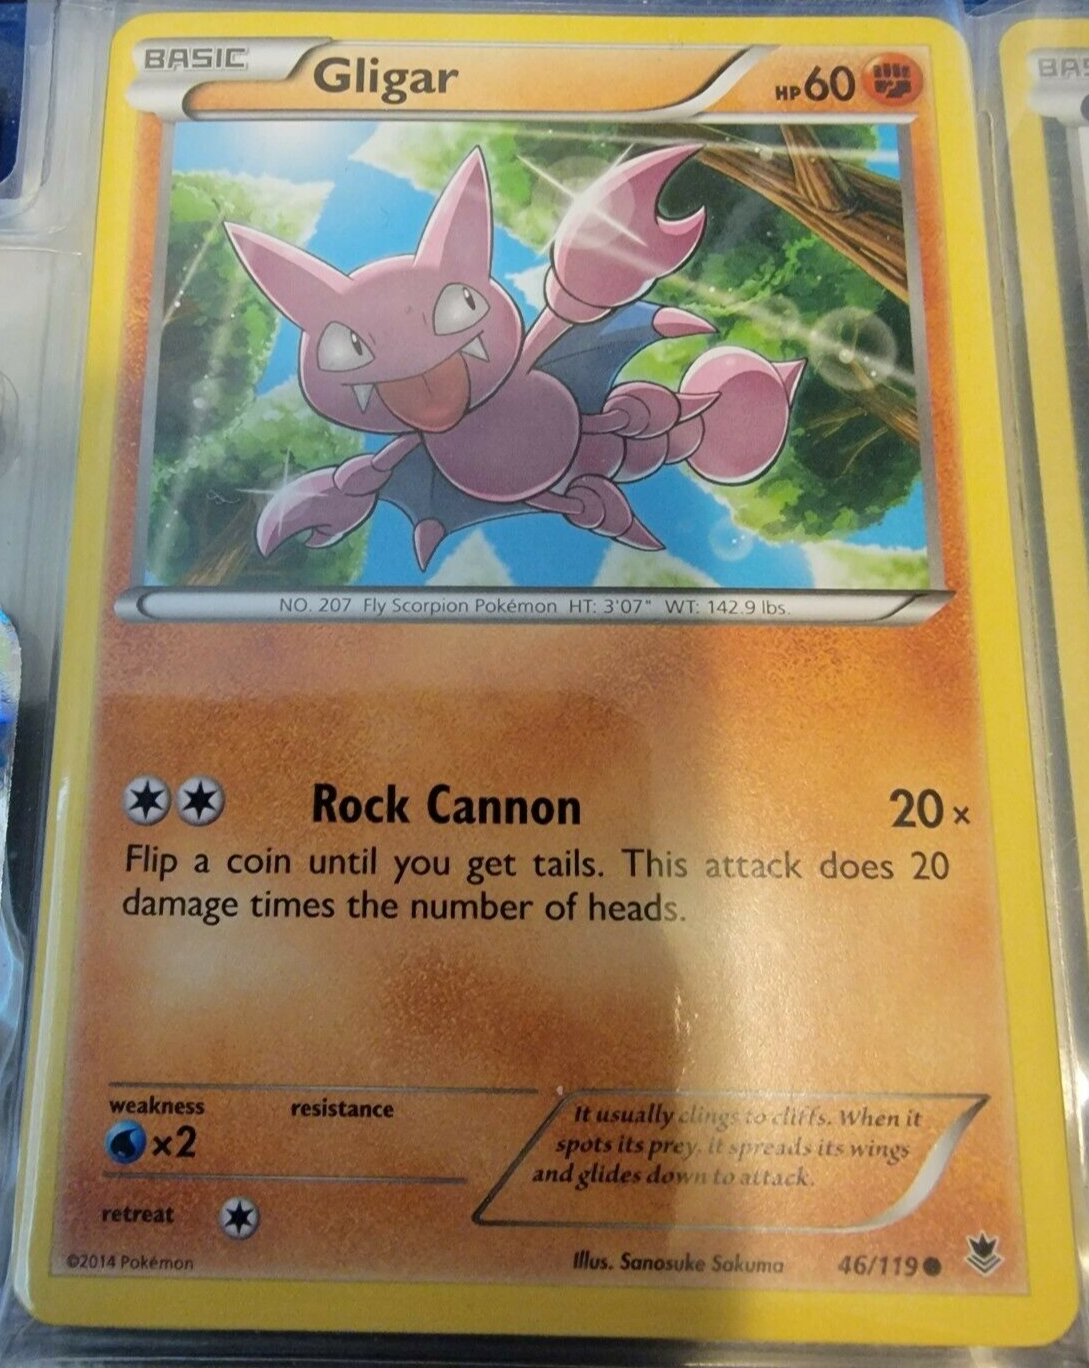 BASIC Gligar HP60
NO. 207 Fly Scorpion Pokémon HT: 3'07" WT: 142.9 lbs.
Rock Cannon 20×
Flip a coin until you get tails. This attack does 20
damage times the number of heads.
weakness resistance
×2
retreat
It usually clings to cliffs. When it
spots its prey, it spreads its wings
and glides down to attack.
©2014 Pokémon Illus. Sanosuke Sakuma 46/119
BAS